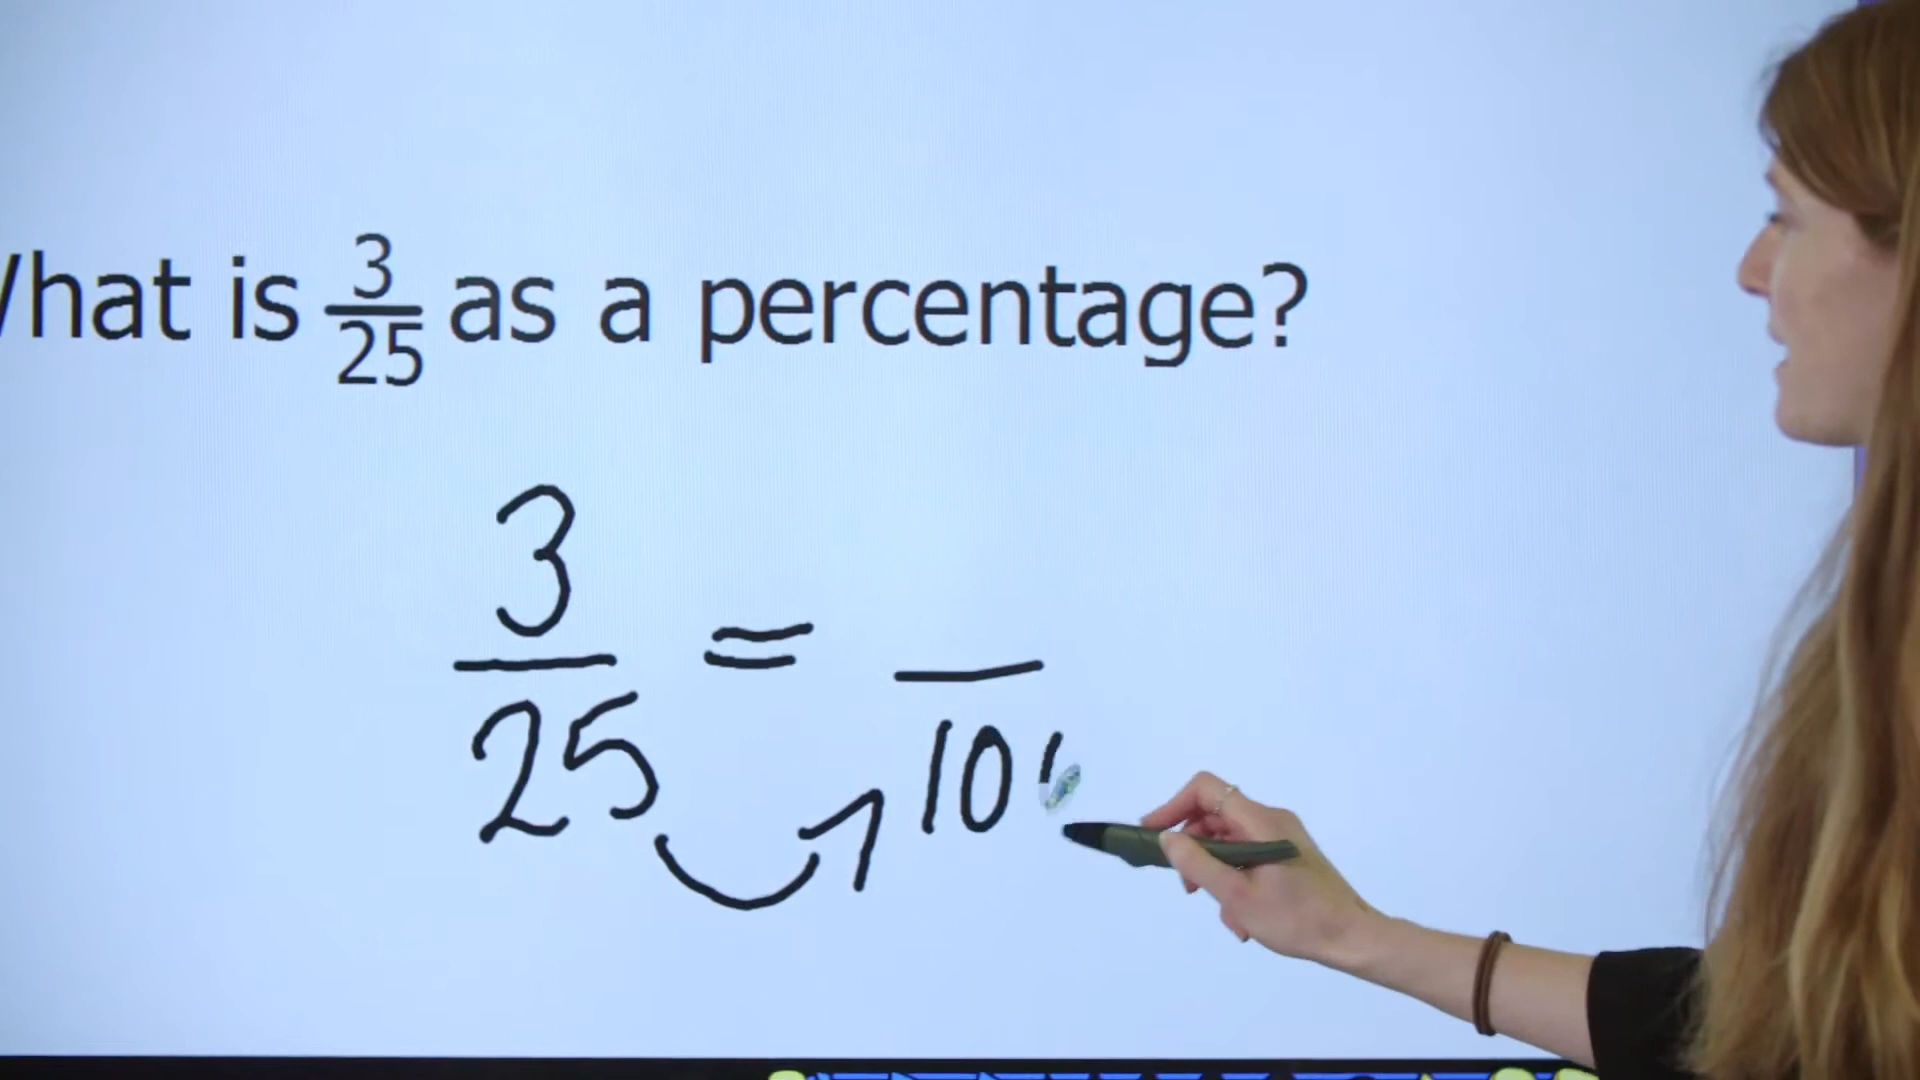 hat is 3/25 as a percentage?
3/25 = /10